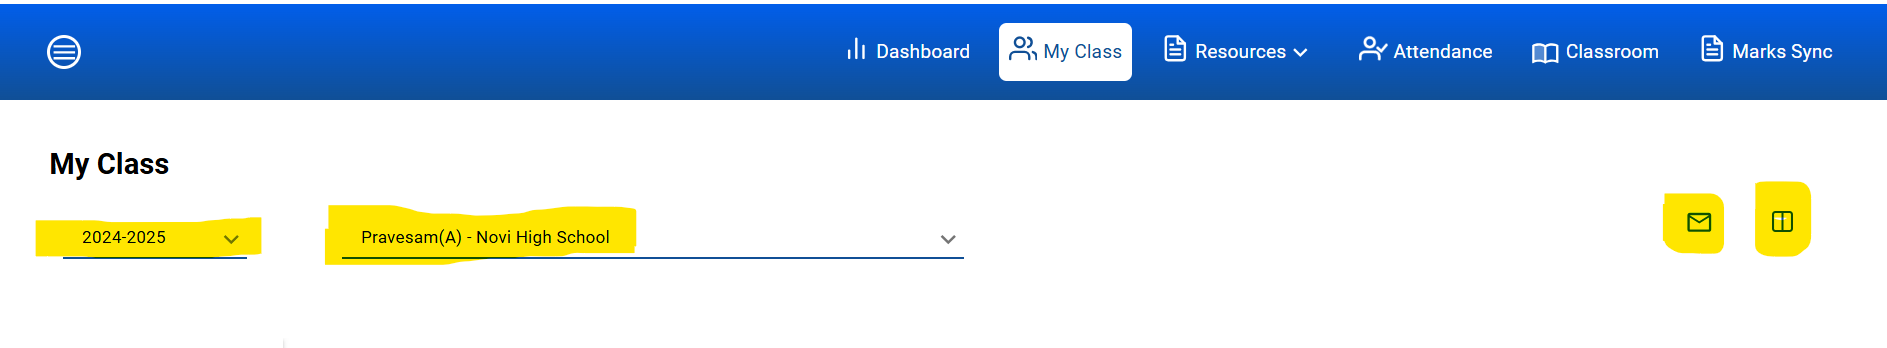 Dashboard My Class Resources Attendance Classroom Marks Sync
My Class
2024-2025 Pravesam(A) - Novi High School